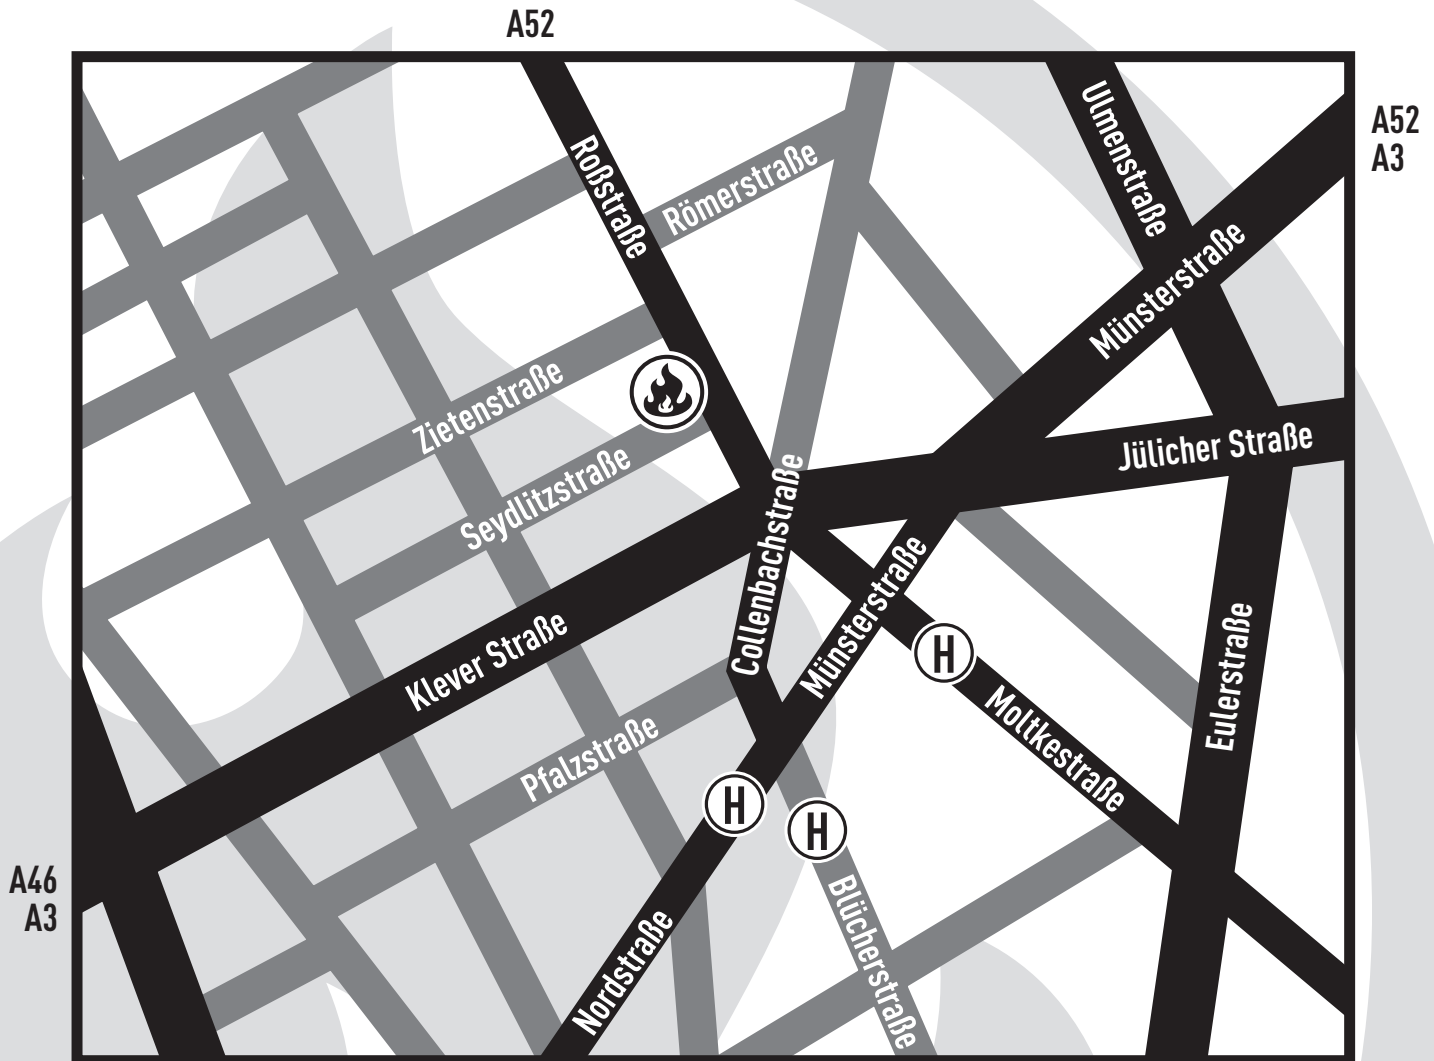 A52
A52
A3
Ulmenstraße
Roßstraße
Römerstraße
Münsterstraße
Zietenstraße
Seydlitzstraße
Jülicher Straße
Collenbachstraße
Münsterstraße
Klever Straße
H
Eulerstraße
Pfalzstraße
Moltkestraße
H
H
A46
A3
Blücherstraße
Nordstraße